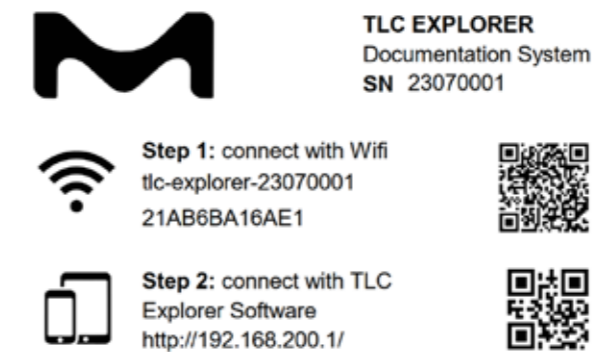 TLC EXPLORER
Documentation System
SN 23070001
Step 1: connect with Wifi
tlc-explorer-23070001
21AB6BA16AE1
Step 2: connect with TLC
Explorer Software
http://192.168.200.1/